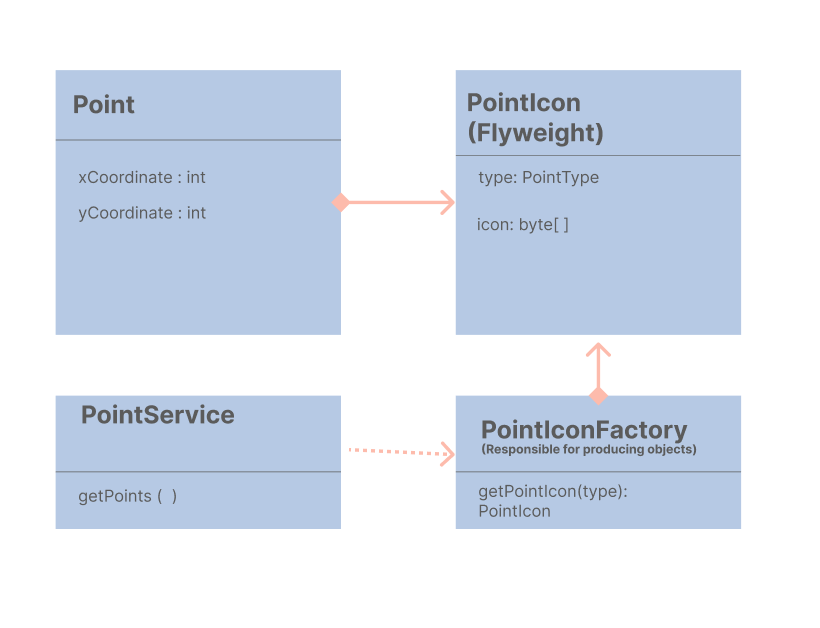 Point
xCoordinate : int
yCoordinate : int
PointIcon
(Flyweight)
type: PointType
icon: byte[ ]
PointService
getPoints (  )
PointIconFactory
(Responsible for producing objects)
getPointIcon(type):
PointIcon